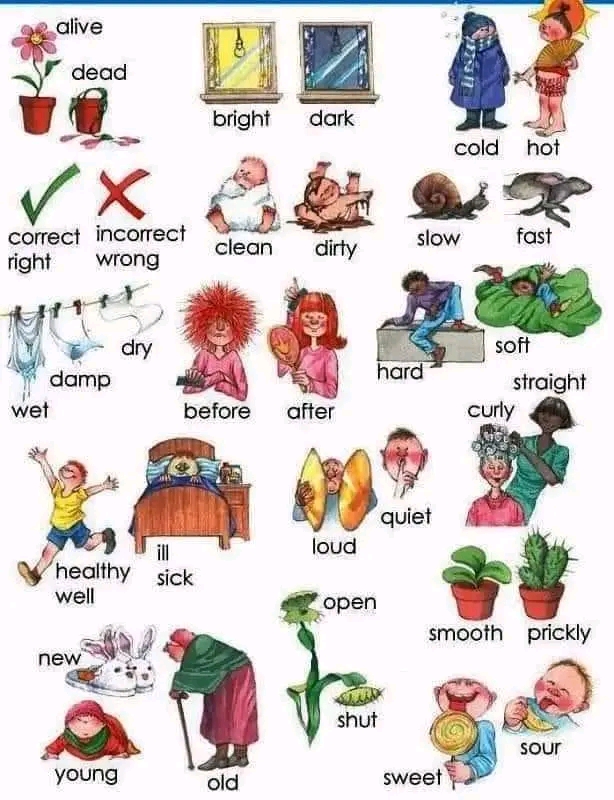 alive
dead
bright
dark
cold
hot
correct
right
incorrect
wrong
clean
dirty
slow
fast
wet
damp
dry
before
after
hard
soft
straight
curly
healthy
well
ill
sick
loud
quiet
smooth
prickly
new
young
old
open
shut
sweet
sour